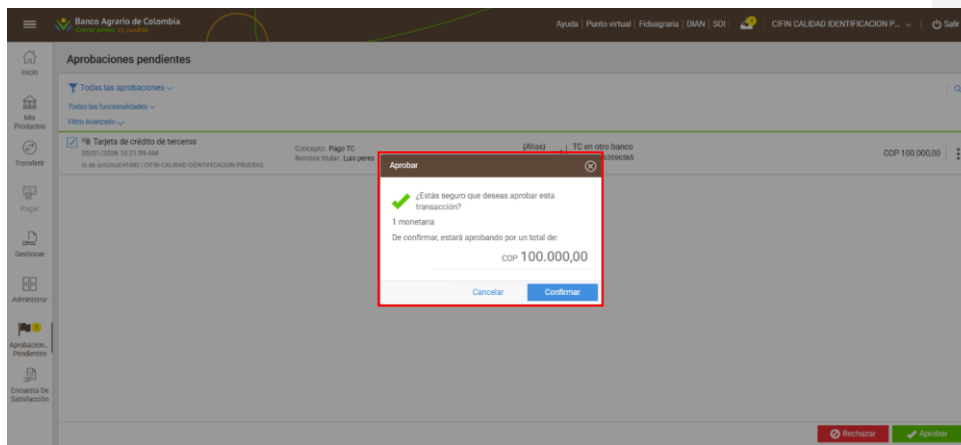 Banco Agrario de Colombia
Crecer juntos es posible
Ayuda | Punto virtual | Fiduagraria | DIAN | SOI
CIFIN CALIDAD IDENTIFICACION P...
Salir
Inicio
Mis
Productos
Transferir
Pagar
Gestionar
Administrar
1
Aprobacion...
Pendientes
Encuesta De
Satisfacción
Aprobaciones pendientes
Todas las aprobaciones
Todas las funcionalidades
Filtro Avanzado
Tarjeta de crédito de terceros
05/01/2026 10:21:59 AM
Id de solicitud 41602 | CIFIN CALIDAD IDENTIFICACION PRUEBAS
Concepto: Pago TC
Nombre titular: Luis peres
(Alias)
TC en otro banco
COP 100.000,00
Aprobar
¿Estás seguro que deseas aprobar esta
transacción?
1 monetaria
De confirmar, estará aprobando por un total de:
COP 100.000,00
Cancelar
Confirmar
Rechazar
Aprobar